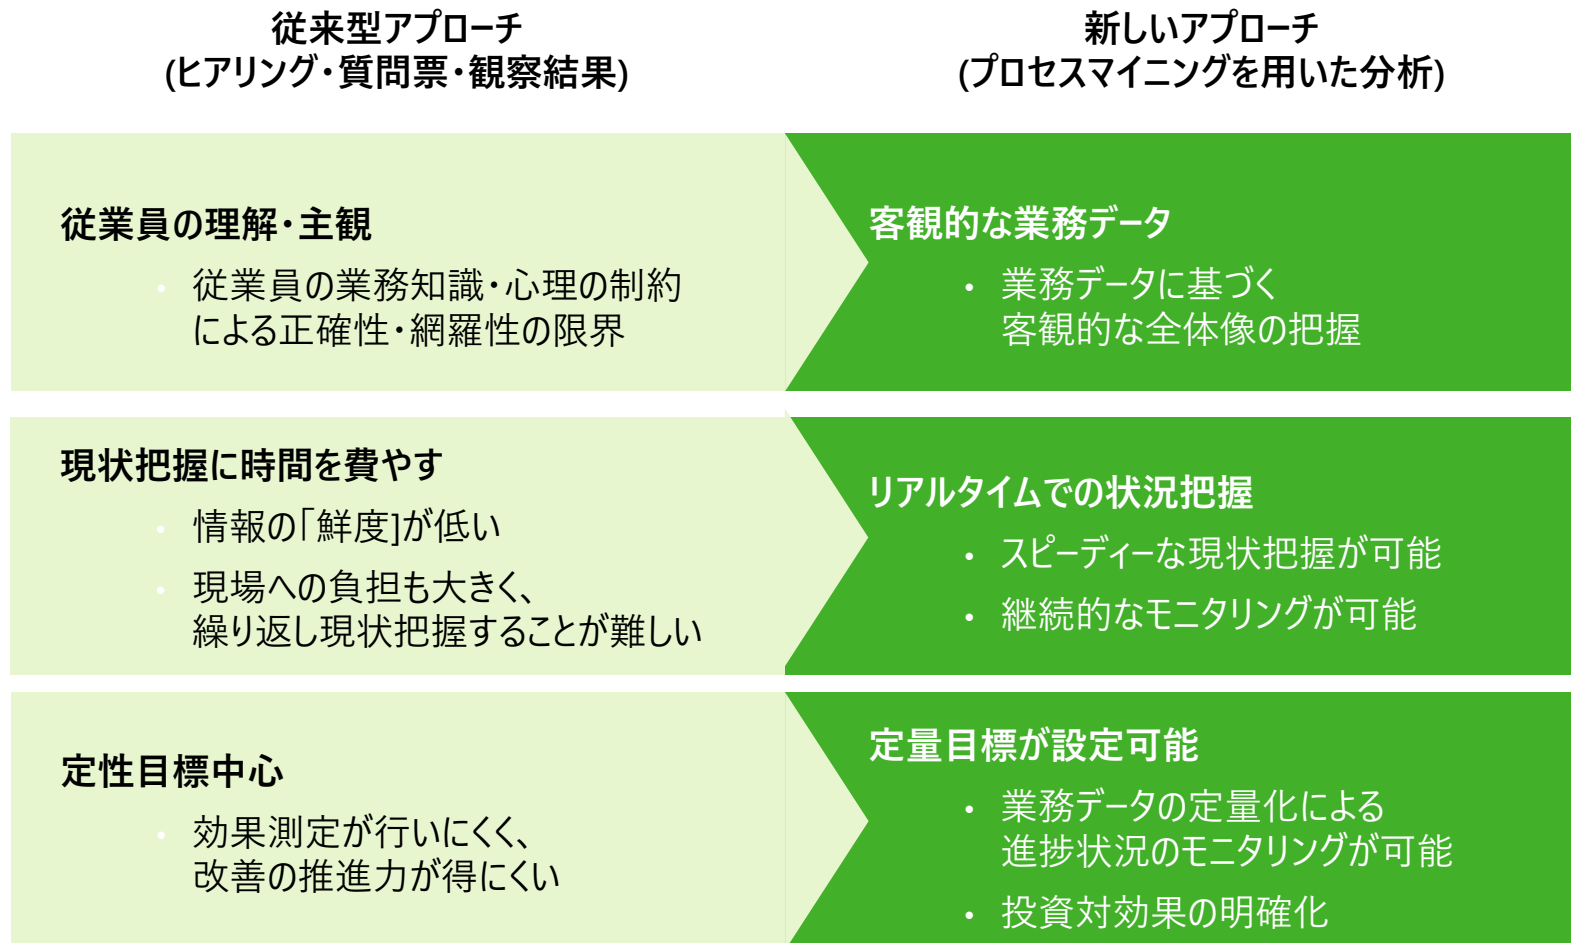 従来型アプローチ
(ヒアリング・質問票・観察結果)
新しいアプローチ
(プロセスマイニングを用いた分析)
従業員の理解・主観
・ 従業員の業務知識・心理の制約
による正確性・網羅性の限界
客観的な業務データ
・ 業務データに基づく
客観的な全体像の把握
現状把握に時間を費やす
・ 情報の「鮮度]が低い
・ 現場への負担も大きく、
繰り返し現状把握することが難しい
リアルタイムでの状況把握
・ スピーディーな現状把握が可能
・ 継続的なモニタリングが可能
定性目標中心
・ 効果測定が行いにくく、
改善の推進力が得にくい
定量目標が設定可能
・ 業務データの定量化による
進捗状況のモニタリングが可能
・ 投資対効果の明確化